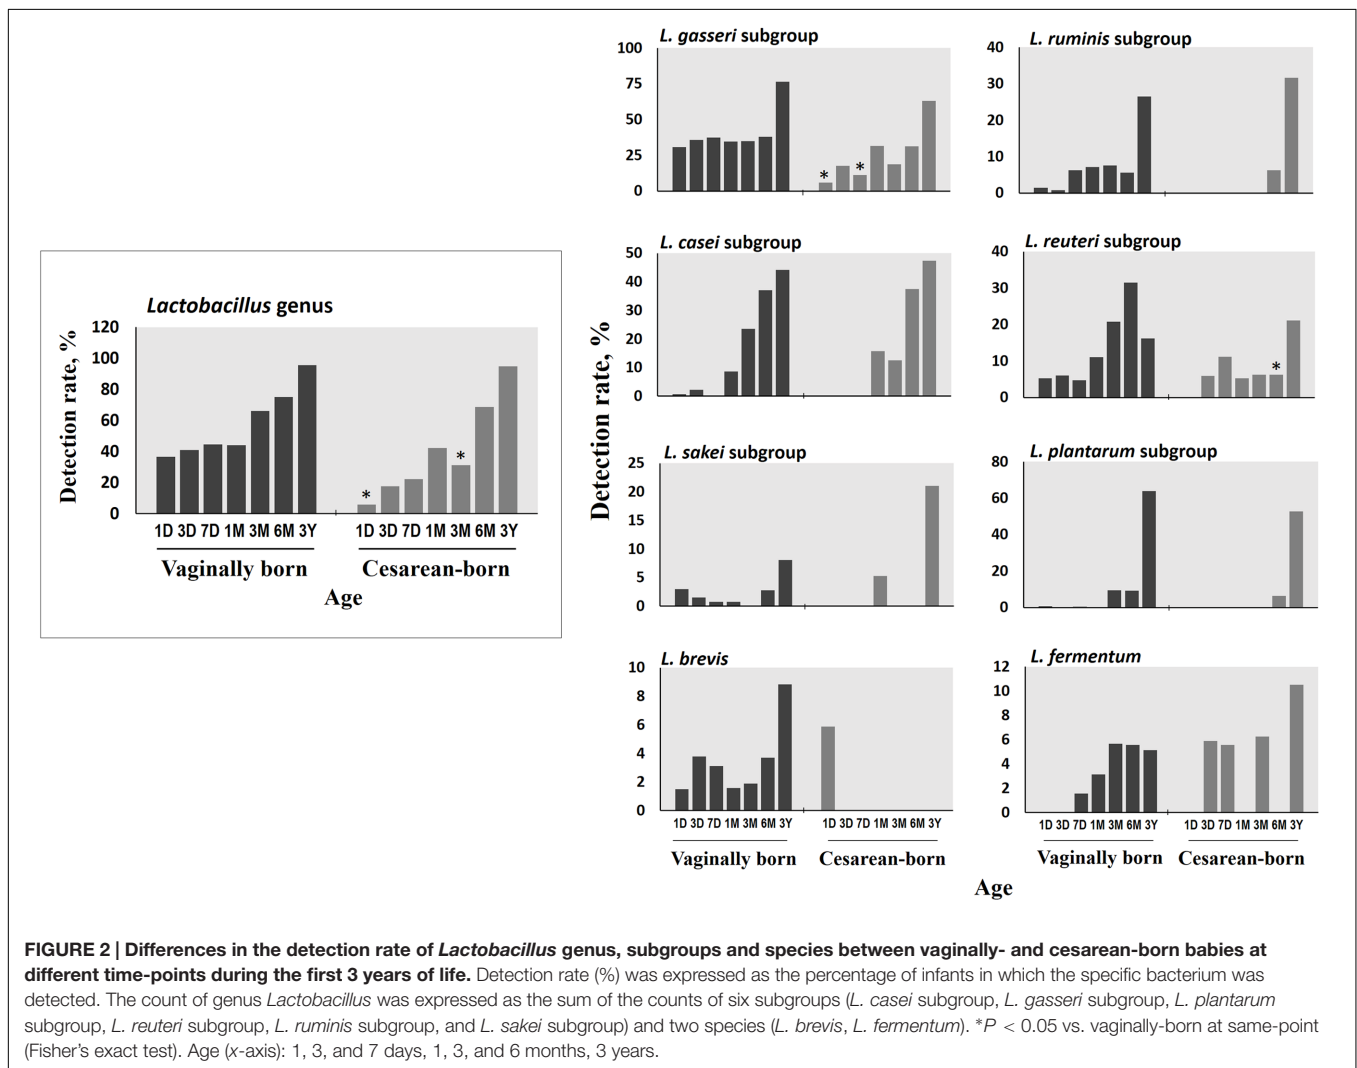 Lactobacillus genus
Detection rate, %
120
100
80
60
40
20
0
*
*
1D 3D 7D 1M 3M 6M 3Y
Vaginally born
Cesarean-born
Age
Detection rate, %
L. gasseri subgroup
100
75
50
25
0
*
*
L. ruminis subgroup
40
30
20
10
0
L. casei subgroup
50
40
30
20
10
0
L. reuteri subgroup
40
30
20
10
0
*
L. sakei subgroup
25
20
15
10
5
0
L. plantarum subgroup
80
60
40
20
0
L. brevis
10
8
6
4
2
0
1D 3D 7D 1M 3M 6M 3Y
1D 3D 7D 1M 3M 6M 3Y
Vaginally born
Cesarean-born
L. fermentum
12
10
8
6
4
2
0
1D 3D 7D 1M 3M 6M 3Y
1D 3D 7D 1M 3M 6M 3Y
Vaginally born
Cesarean-born
Age
FIGURE 2 | Differences in the detection rate of Lactobacillus genus, subgroups and species between vaginally- and cesarean-born babies at
different time-points during the first 3 years of life. Detection rate (%) was expressed as the percentage of infants in which the specific bacterium was
detected. The count of genus Lactobacillus was expressed as the sum of the counts of six subgroups (L. casei subgroup, L. gasseri subgroup, L. plantarum
subgroup, L. reuteri subgroup, L. ruminis subgroup, and L. sakei subgroup) and two species (L. brevis, L. fermentum). *P < 0.05 vs. vaginally-born at same-point
(Fisher's exact test). Age (x-axis): 1, 3, and 7 days, 1, 3, and 6 months, 3 years.